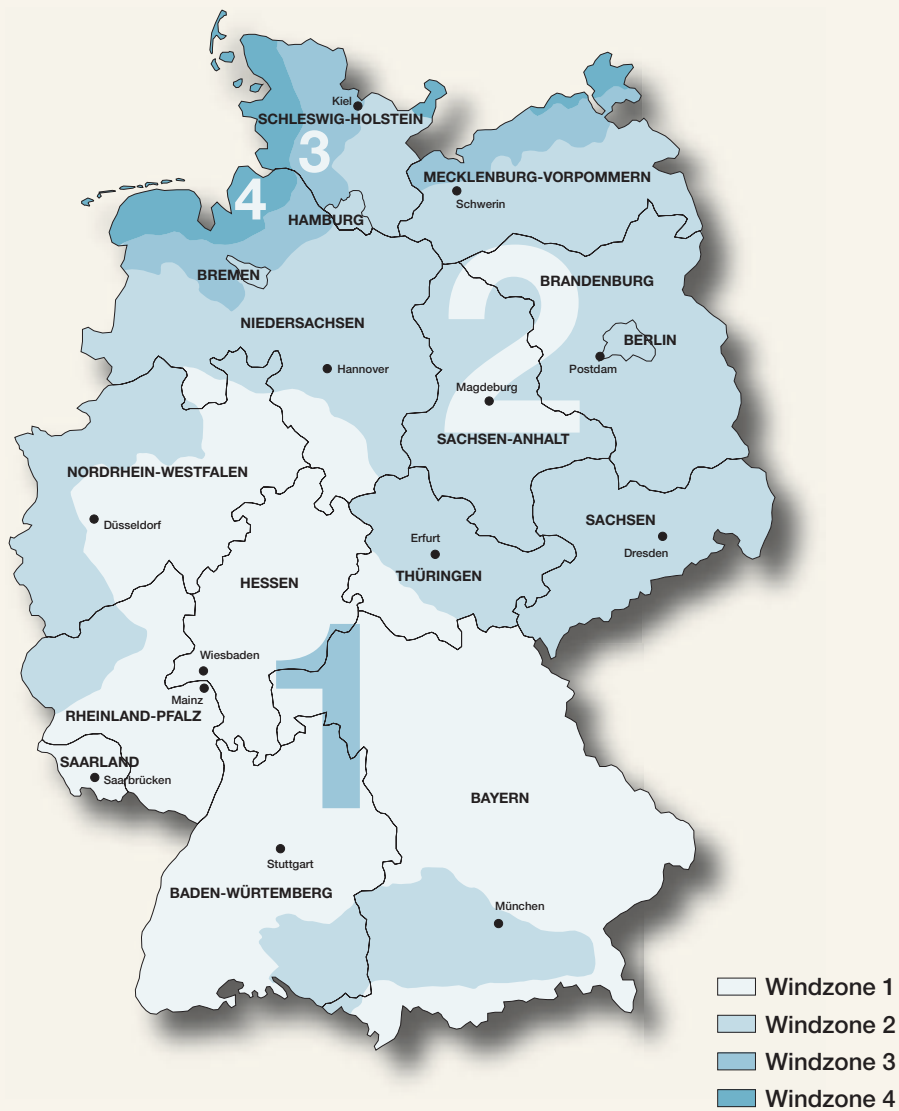 Kiel
SCHLESWIG-HOLSTEIN
3
MECKLENBURG-VORPOMMERN
4
Schwerin
HAMBURG
BREMEN
BRANDENBURG
2
NIEDERSACHSEN
BERLIN
Hannover
Postdam
Magdeburg
SACHSEN-ANHALT
NORDRHEIN-WESTFALEN
SACHSEN
Düsseldorf
Erfurt
Dresden
THÜRINGEN
HESSEN
1
Wiesbaden
Mainz
RHEINLAND-PFALZ
SAARLAND
Saarbrücken
BAYERN
Stuttgart
BADEN-WÜRTEMBERG
München
Windzone 1
Windzone 2
Windzone 3
Windzone 4